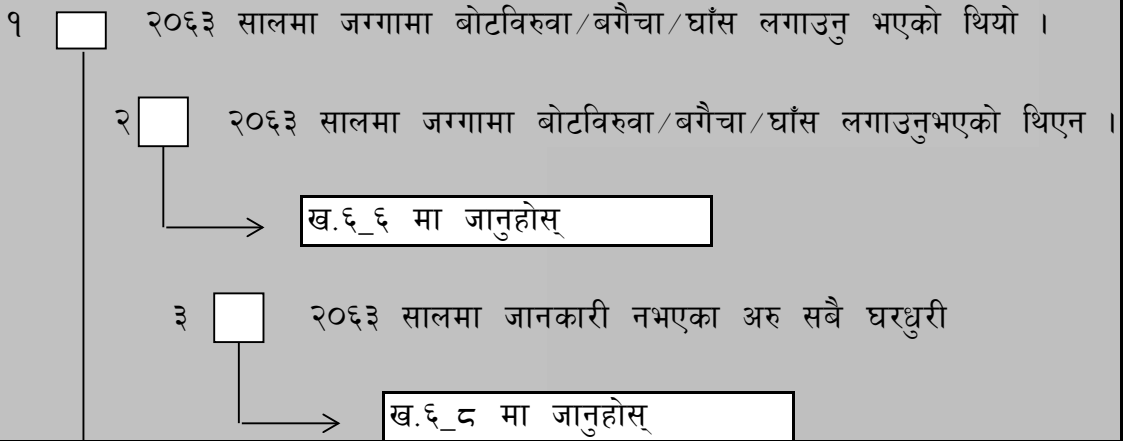 १ २०६३ सालमा जग्गामा बोटविरुवा/बगैचा/घाँस लगाउनु भएको थियो ।
२ २०६३ सालमा जग्गामा बोटविरुवा/बगैचा/घाँस लगाउनुभएको थिएन ।
ख.६_६ मा जानुहोस्
३ २०६३ सालमा जानकारी नभएका अरु सबै घरधुरी
ख.६_८ मा जानुहोस्